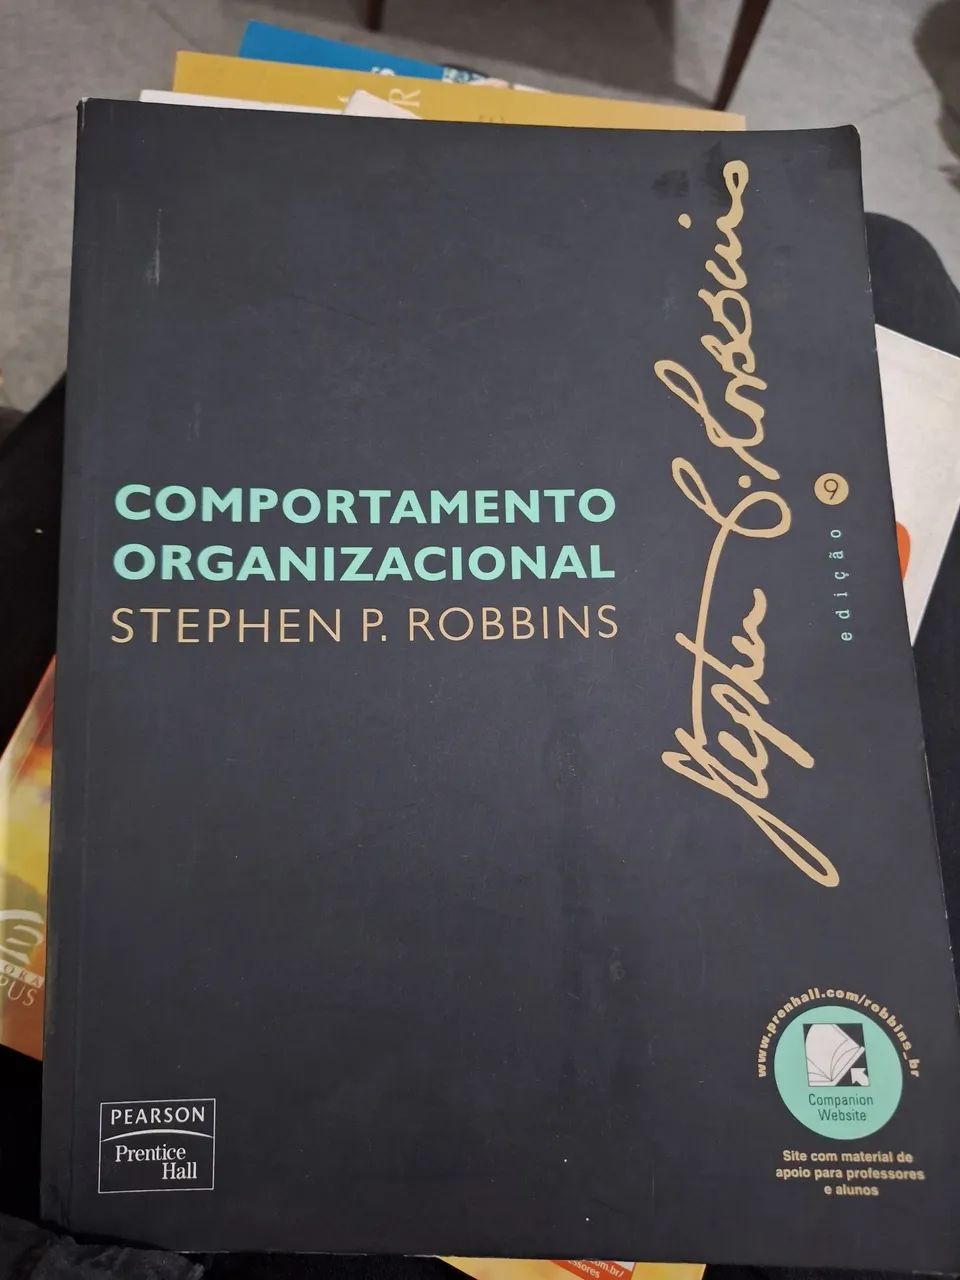 COMPORTAMENTO
ORGANIZACIONAL
STEPHEN P. ROBBINS
Stephen P. Robbins
9
edição
www.prenhall.com/robbins_br
Companion
Website
Site com material de
apoio para professores
e alunos
PEARSON
Prentice
Hall